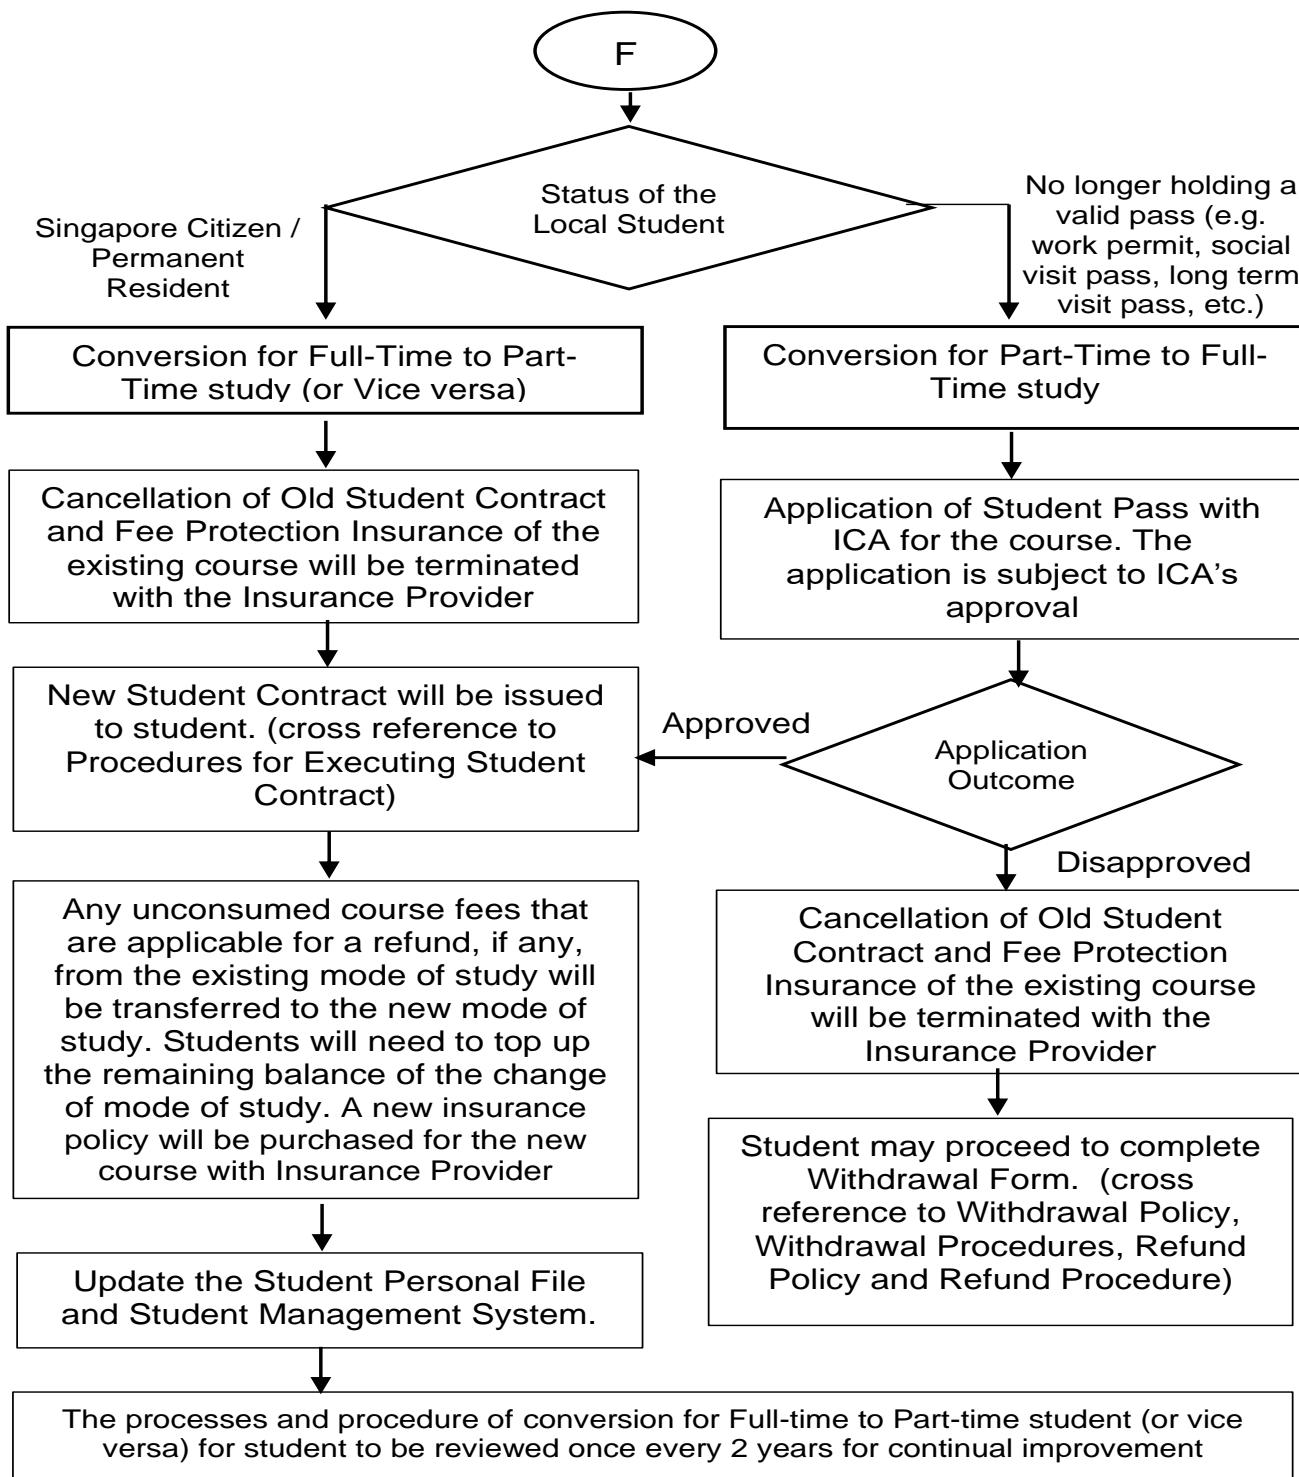 F
Status of the
Local Student
Singapore Citizen /
Permanent
Resident
No longer holding a
valid pass (e.g.
work permit, social
visit pass, long term
visit pass, etc.)
Conversion for Full-Time to Part-
Time study (or Vice versa)
Conversion for Part-Time to Full-
Time study
Cancellation of Old Student Contract
and Fee Protection Insurance of the
existing course will be terminated
with the Insurance Provider
Application of Student Pass with
ICA for the course. The
application is subject to ICA's
approval
New Student Contract will be issued
to student. (cross reference to
Procedures for Executing Student
Contract)
Approved
Application
Outcome
Disapproved
Any unconsumed course fees that
are applicable for a refund, if any,
from the existing mode of study will
be transferred to the new mode of
study. Students will need to top up
the remaining balance of the change
of mode of study. A new insurance
policy will be purchased for the new
course with Insurance Provider
Cancellation of Old Student
Contract and Fee Protection
Insurance of the existing course
will be terminated with the
Insurance Provider
Student may proceed to complete
Withdrawal Form. (cross
reference to Withdrawal Policy,
Withdrawal Procedures, Refund
Policy and Refund Procedure)
Update the Student Personal File
and Student Management System.
The processes and procedure of conversion for Full-time to Part-time student (or vice
versa) for student to be reviewed once every 2 years for continual improvement